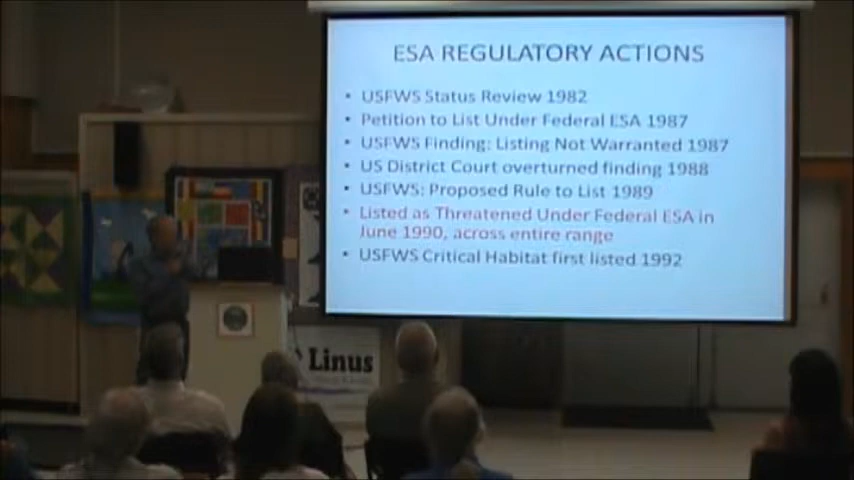 ESA REGULATORY ACTIONS
• USFWS Status Review 1982
• Petition to List Under Federal ESA 1987
• USFWS Finding: Listing Not Warranted 1987
• US District Court overturned finding 1988
• USFWS: Proposed Rule to List 1989
• Listed as Threatened Under Federal ESA in
June 1990, across entire range
• USFWS Critical Habitat first listed 1992
Linus